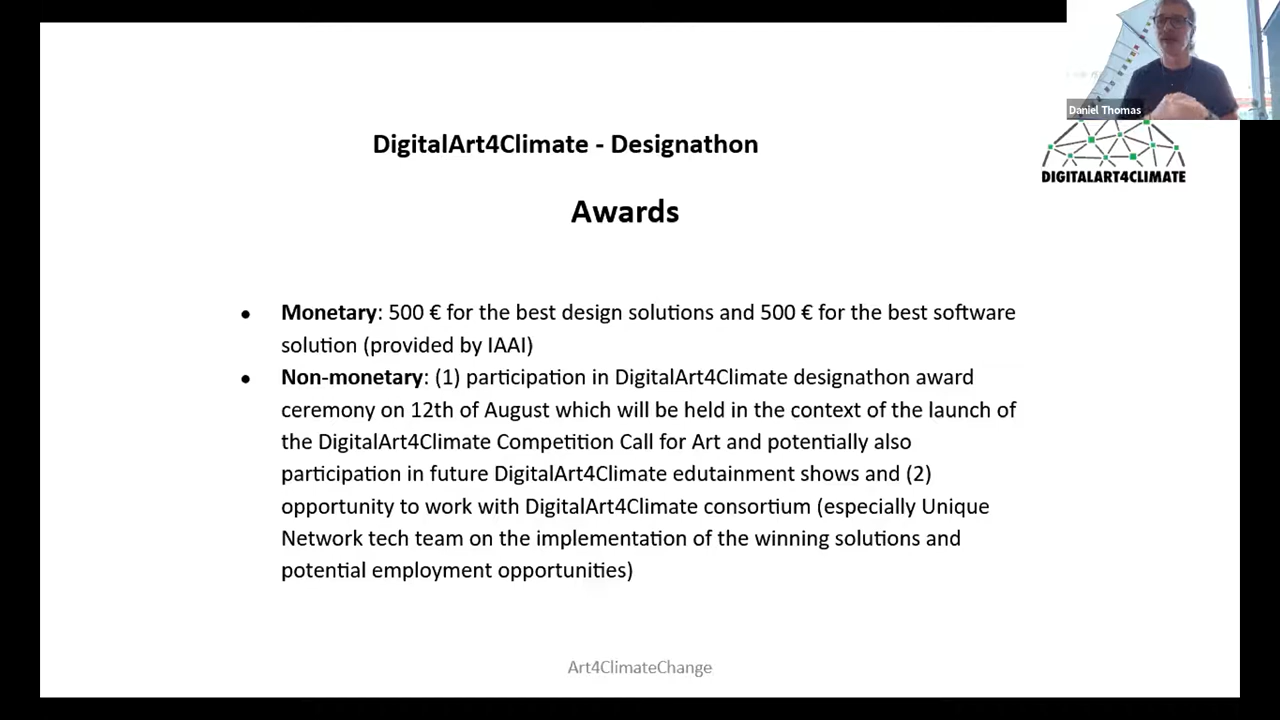 Daniel Thomas
DIGITALART4CLIMATE
DigitalArt4Climate - Designathon
Awards
• Monetary: 500 € for the best design solutions and 500 € for the best software
solution (provided by IAAI)
• Non-monetary: (1) participation in DigitalArt4Climate designathon award
ceremony on 12th of August which will be held in the context of the launch of
the DigitalArt4Climate Competition Call for Art and potentially also
participation in future DigitalArt4Climate edutainment shows and (2)
opportunity to work with DigitalArt4Climate consortium (especially Unique
Network tech team on the implementation of the winning solutions and
potential employment opportunities)
Art4ClimateChange